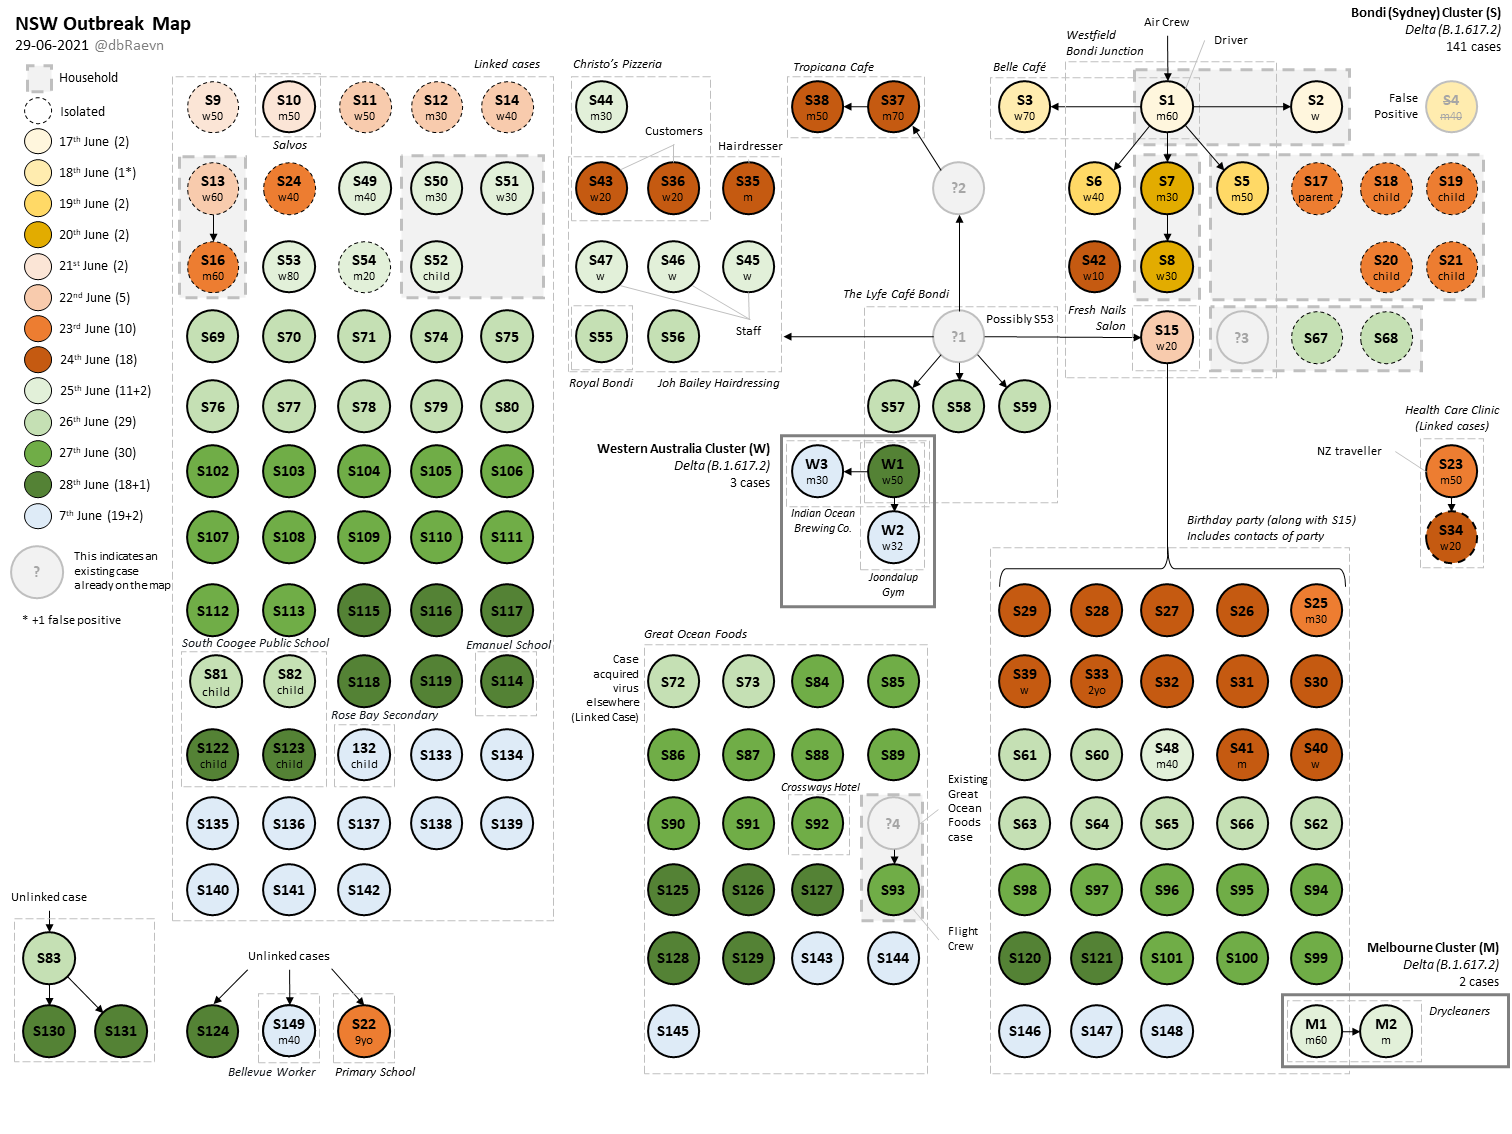 NSW Outbreak Map
29-06-2021 @dbRaevn
Household
Isolated
17th June (2)
18th June (1*)
19th June (2)
20th June (2)
21st June (2)
22nd June (5)
23rd June (10)
24th June (18)
25th June (11+2)
26th June (29)
27th June (30)
28th June (18+1)
7th June (19+2)
?
This indicates an
existing case
already on the map
* +1 false positive
Linked cases
S9
w50
S10
m50
S11
w50
S12
m30
S14
w40
Salvos
S13
w60
S24
w40
S49
m40
S50
m30
S51
w30
S16
m60
S53
w80
S54
m20
S52
child
S69
S70
S71
S74
S75
S76
S77
S78
S79
S80
S102
S103
S104
S105
S106
S107
S108
S109
S110
S111
S112
S113
S115
S116
S117
South Coogee Public School
Emanuel School
S81
child
S82
child
S118
S119
S114
Rose Bay Secondary
S122
child
S123
child
132
child
S133
S134
S135
S136
S137
S138
S139
S140
S141
S142
Unlinked case
S83
S130
S131
Unlinked cases
S124
S149
m40
S22
9yo
Bellevue Worker
Primary School
Christo's Pizzeria
S44
m30
Customers
Hairdresser
S43
w20
S36
w20
S35
m
S47
w
S46
w
S45
w
Staff
S55
S56
Royal Bondi
Joh Bailey Hairdressing
Tropicana Cafe
S38
m50
S37
m70
?2
The Lyfe Café Bondi
?1
Possibly S53
S57
S58
S59
Western Australia Cluster (W)
Delta (B.1.617.2)
3 cases
W3
m30
W1
w50
Indian Ocean
Brewing Co.
W2
w32
Joondalup
Gym
Great Ocean Foods
Case
acquired
virus
elsewhere
(Linked Case)
S72
S73
S84
S85
S86
S87
S88
S89
Crossways Hotel
S90
S91
S92
?4
Existing
Great
Ocean
Foods
case
S125
S126
S127
S93
Flight
Crew
S128
S129
S143
S144
S145
Bondi (Sydney) Cluster (S)
Delta (B.1.617.2)
141 cases
Air Crew
Driver
Westfield
Bondi Junction
Belle Café
S3
w70
S1
m60
S2
w
False
Positive
S4
m40
S6
w40
S7
m30
S5
m50
S17
parent
S18
child
S19
child
S42
w10
S8
w30
S20
child
S21
child
Fresh Nails
Salon
S15
w20
?3
S67
S68
Health Care Clinic
(Linked cases)
NZ traveller
S23
m50
S34
w20
Birthday party (along with S15)
Includes contacts of party
S29
S28
S27
S26
S25
m30
S39
w
S33
2yo
S32
S31
S30
S61
S60
S48
m40
S41
m
S40
w
S63
S64
S65
S66
S62
S98
S97
S96
S95
S94
S120
S121
S101
S100
S99
S146
S147
S148
Melbourne Cluster (M)
Delta (B.1.617.2)
2 cases
M1
m60
M2
m
Drycleaners